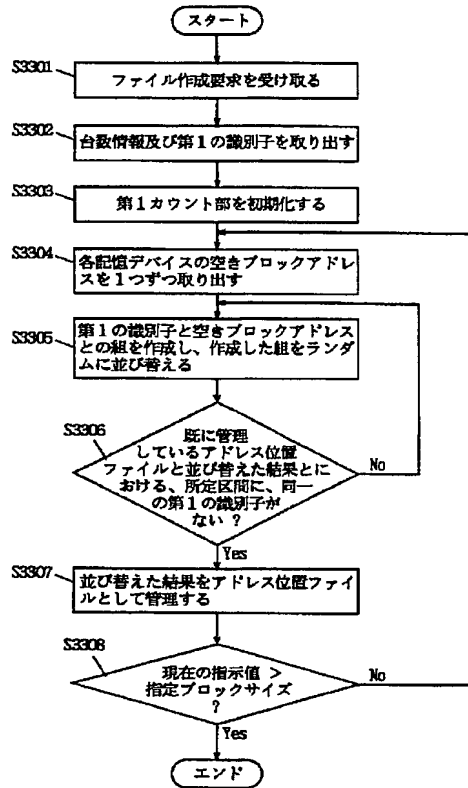 スタート
S3301
ファイル作成要求を受け取る
S3302
台数情報及び第1の識別子を取り出す
S3303
第1カウント部を初期化する
S3304
各記憶デバイスの空きブロックアドレ
スを1つずつ取り出す
S3305
第1の識別子と空きブロックアドレス
との組を作成し、作成した組をランダ
ムに並び替える
S3306
既に管理
しているアドレス位置
ファイルと並び替えた結果とに
おける、所定区間に、同一
の第1の識別子が
ない ?
No
Yes
S3307
並び替えた結果をアドレス位置ファイ
ルとして管理する
S3308
現在の指示値 >
指定ブロックサイズ
?
No
Yes
エンド